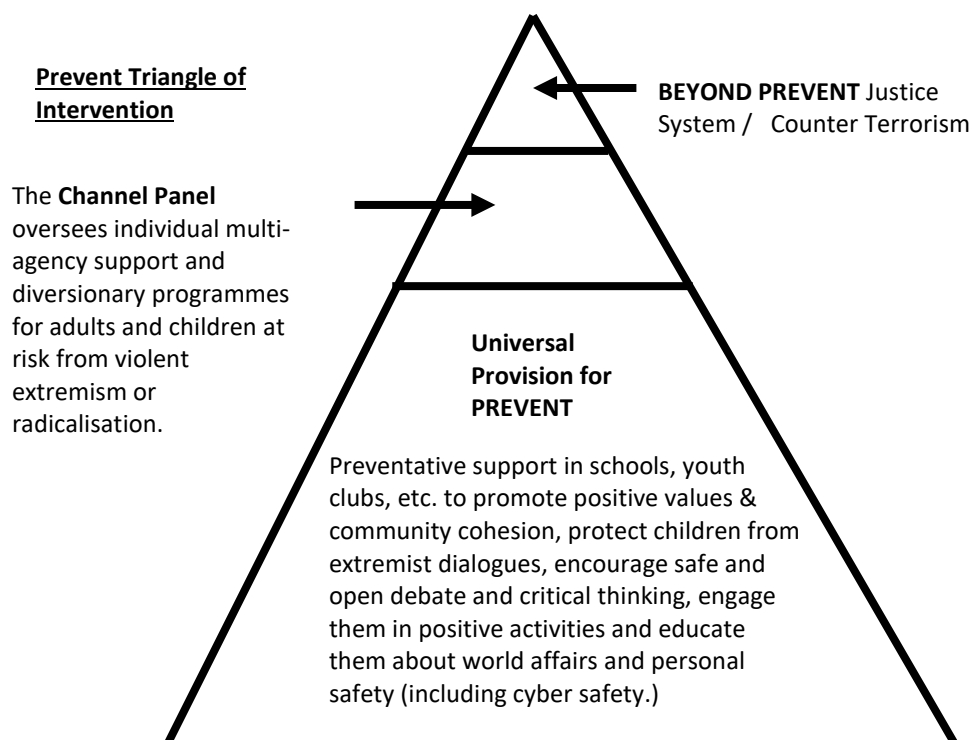 Prevent Triangle of
Intervention
BEYOND PREVENT Justice
System / Counter Terrorism
The Channel Panel
oversees individual multi-
agency support and
diversionary programmes
for adults and children at
risk from violent
extremism or
radicalisation.
Universal
Provision for
PREVENT
Preventative support in schools, youth
clubs, etc. to promote positive values &
community cohesion, protect children from
extremist dialogues, encourage safe and
open debate and critical thinking, engage
them in positive activities and educate
them about world affairs and personal
safety (including cyber safety.)